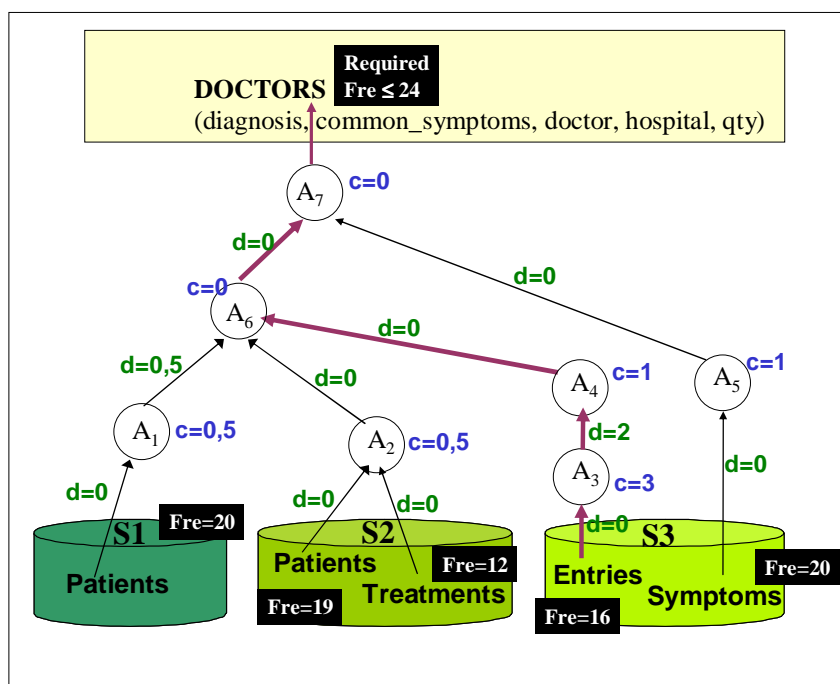 Required
Fre ≤ 24
DOCTORS
(diagnosis, common_symptoms, doctor, hospital, qty)
A7 c=0
d=0
d=0
c=0
A6
d=0
d=0,5
d=0
A4 c=1
A5 c=1
A1 c=0,5
A2 c=0,5
d=2
d=0
A3 c=3
d=0
d=0
d=0
d=0
S1 Fre=20
S2
S3
Patients
Patients
Fre=12
Entries
Fre=20
Fre=19
Treatments
Fre=16
Symptoms